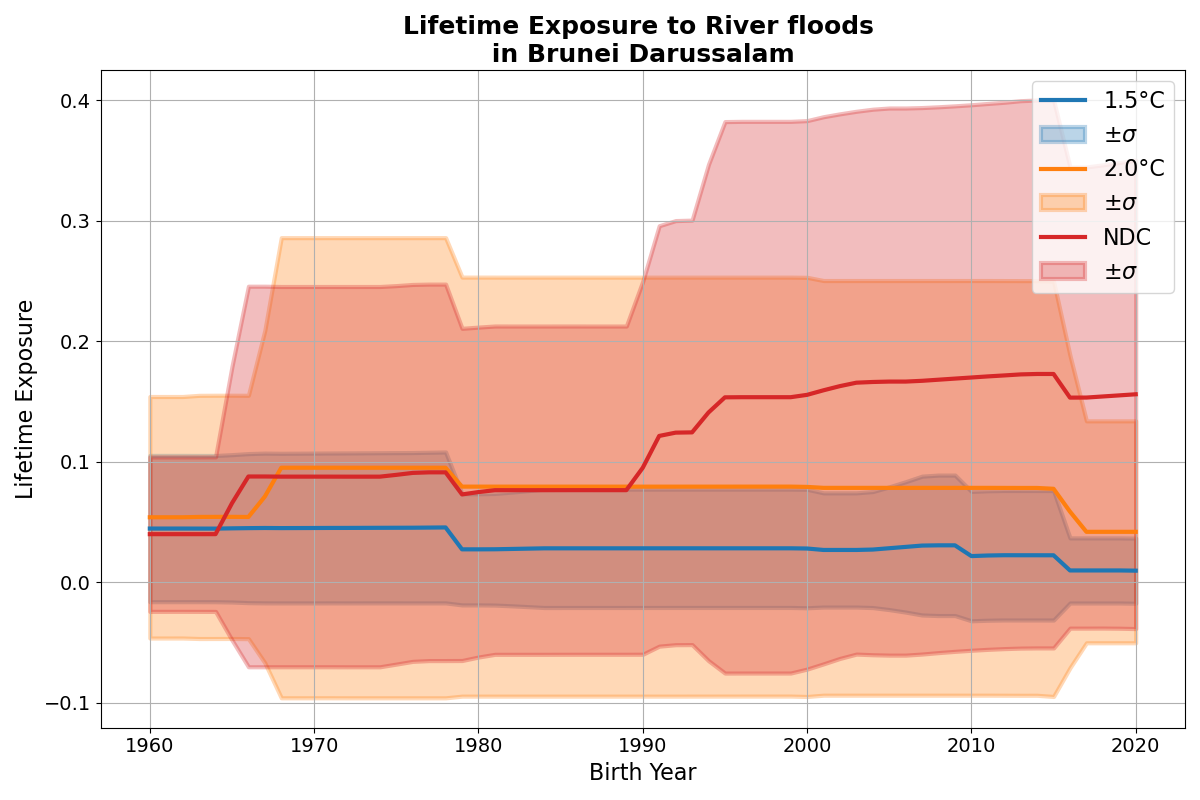 Lifetime Exposure to River floods
in Brunei Darussalam
Lifetime Exposure
0.4
0.3
0.2
0.1
0.0
−0.1
1960
1970
1980
1990
2000
2010
2020
Birth Year
1.5°C
±σ
2.0°C
±σ
NDC
±σ